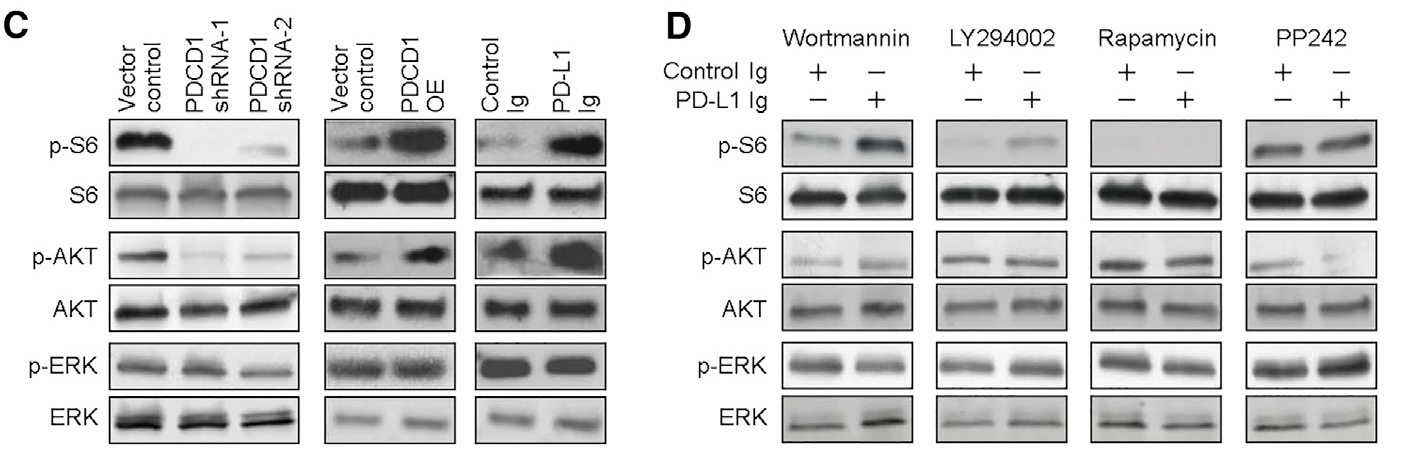 C
Vector control
PDCD1 shRNA-1
PDCD1 shRNA-2
Vector control
PDCD1 OE
Control Ig
PD-L1 Ig
p-S6
S6
p-AKT
AKT
p-ERK
ERK
D
Wortmannin LY294002 Rapamycin PP242
Control Ig + − + − + − + −
PD-L1 Ig − + − + − + − +
p-S6
S6
p-AKT
AKT
p-ERK
ERK